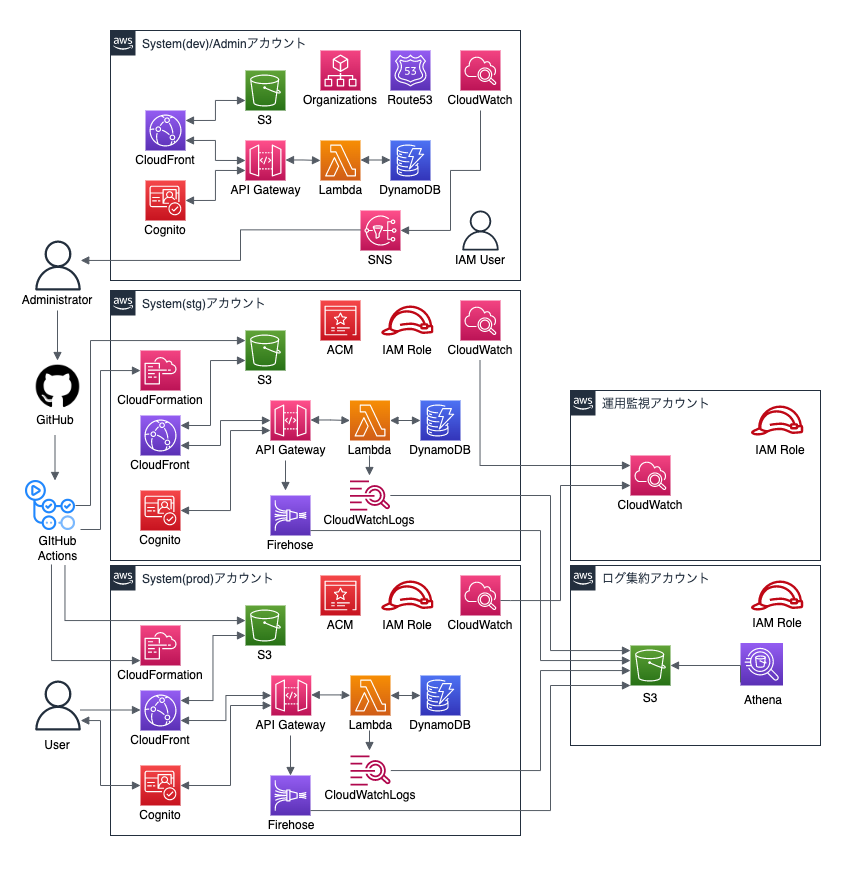 aws
System(dev)/Adminアカウント
Organizations
Route53
CloudWatch
S3
CloudFront
API Gateway
Lambda
DynamoDB
Cognito
SNS
IAM User
Administrator
GitHub
GItHub
Actions
User
aws
System(stg)アカウント
ACM
IAM Role
CloudWatch
S3
CloudFormation
CloudFront
API Gateway
Lambda
DynamoDB
CloudWatchLogs
Cognito
Firehose
aws
System(prod)アカウント
ACM
IAM Role
CloudWatch
S3
CloudFormation
CloudFront
API Gateway
Lambda
DynamoDB
CloudWatchLogs
Cognito
Firehose
aws
運用監視アカウント
IAM Role
CloudWatch
aws
ログ集約アカウント
IAM Role
S3
Athena
53